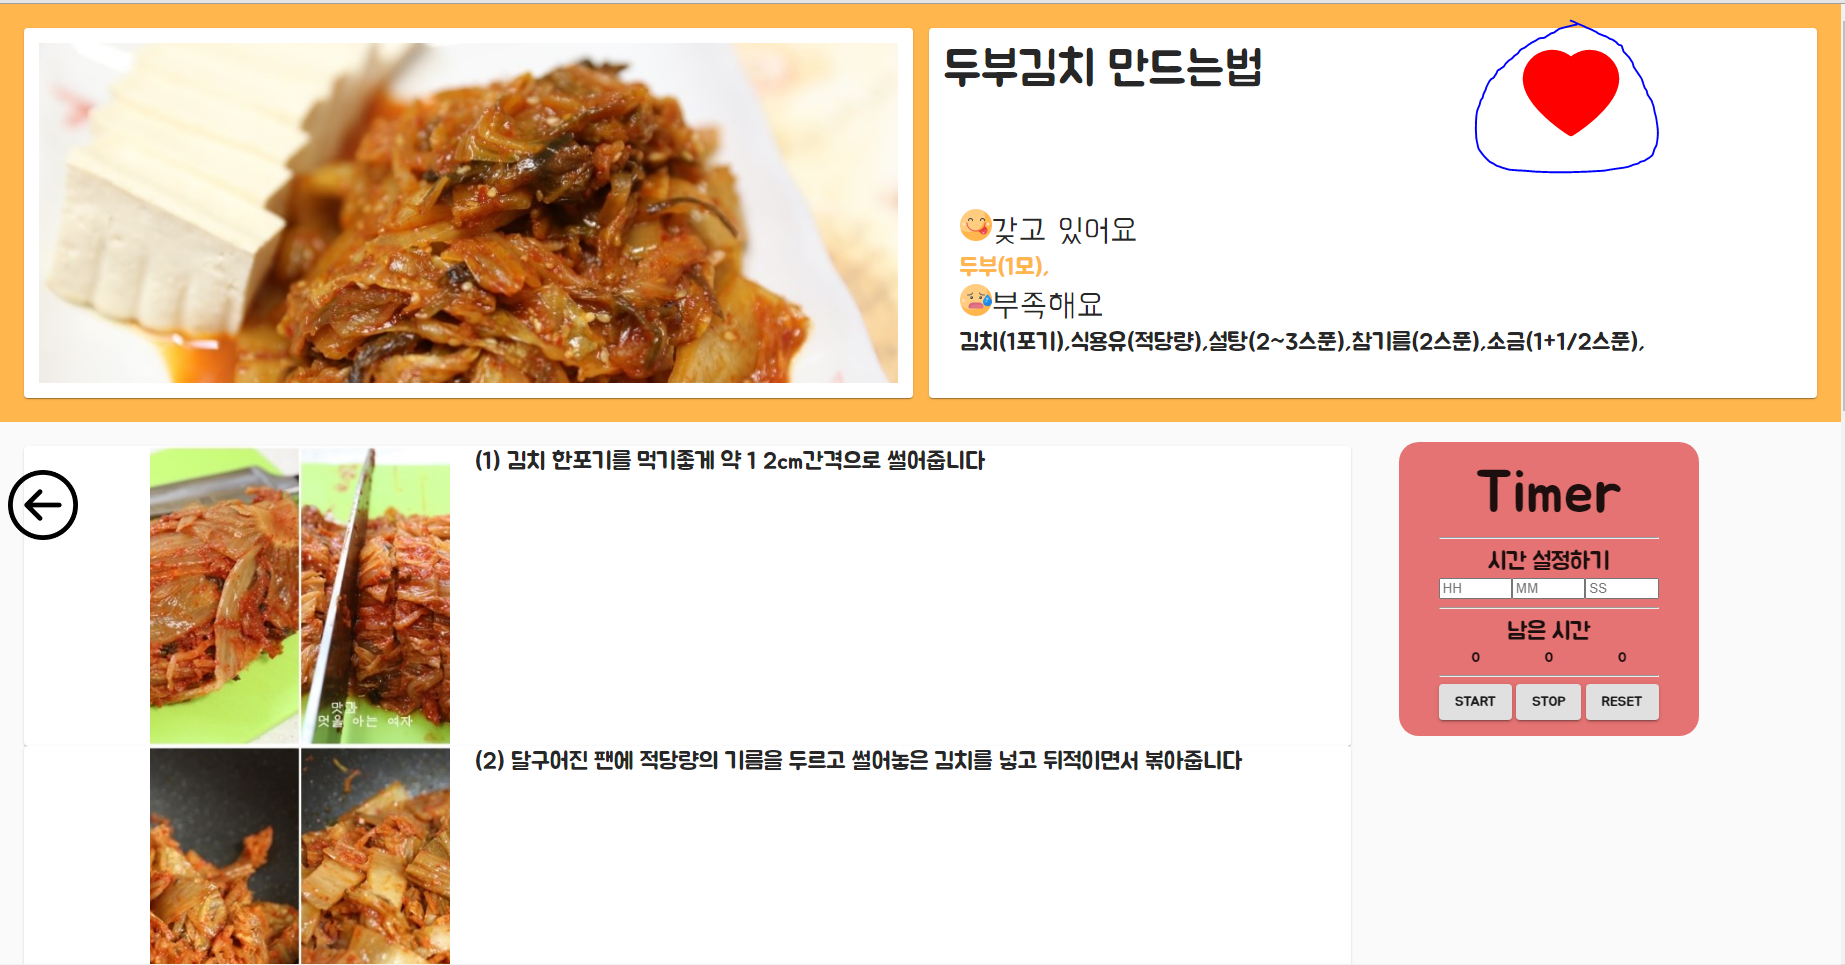 두부김치 만드는법
갖고 있어요
두부(1모),
부족해요
김치(1포기),식용유(적당량),설탕(2~3스푼),참기름(2스푼),소금(1+1/2스푼),
(1) 김치 한포기를 먹기좋게 약 1 2cm간격으로 썰어줍니다
맛과
멋을 아는 여자
(2) 달구어진 팬에 적당량의 기름을 두르고 썰어놓은 김치를 넣고 뒤적이면서 볶아줍니다
Timer
시간 설정하기
HH MM SS
남은 시간
0 0 0
START STOP RESET